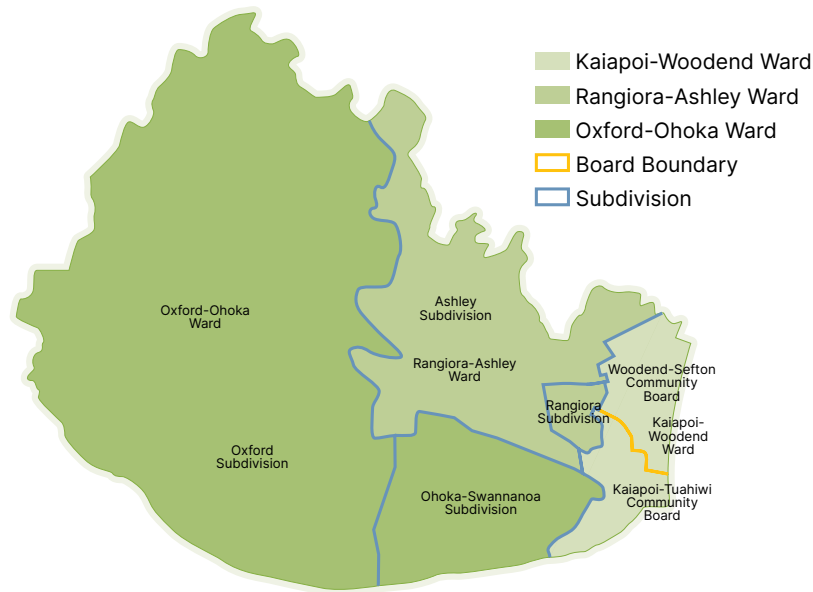 Kaiapoi-Woodend Ward
Rangiora-Ashley Ward
Oxford-Ohoka Ward
Board Boundary
Subdivision
Oxford-Ohoka
Ward
Ashley
Subdivision
Rangiora-Ashley
Ward
Woodend-Sefton
Community
Board
Rangiora
Subdivision
Kaiapoi-
Woodend
Ward
Oxford
Subdivision
Ohoka-Swannanoa
Subdivision
Kaiapoi-Tuahiwi
Community
Board